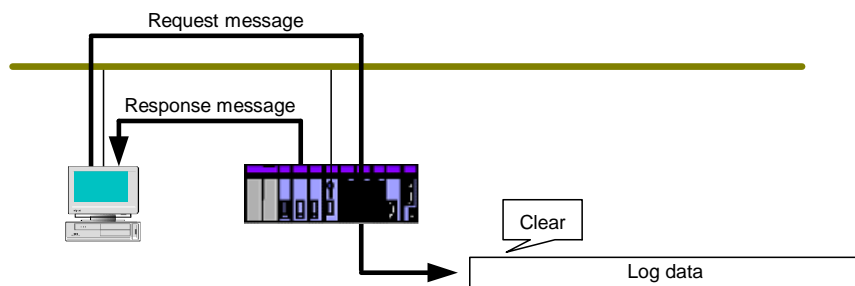 Request message
Response message
Clear
Log data